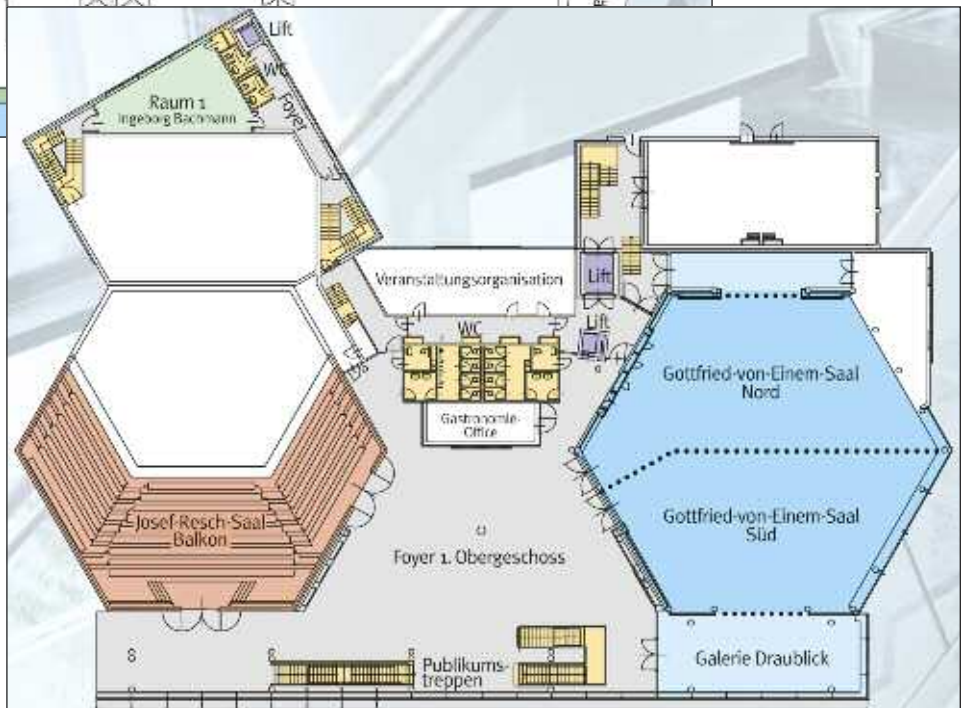 Lift
WC
Foyer
Raum 1
Ingeborg Bachmann
Veranstaltungsorganisation
Lift
WC
Lift
Gastronomie-
Office
Gottfried-von-Einem-Saal
Nord
Josef-Resch-Saal
Balkon
Gottfried-von-Einem-Saal
Süd
Foyer 1. Obergeschoss
Publikums-
treppen
Galerie Draublick